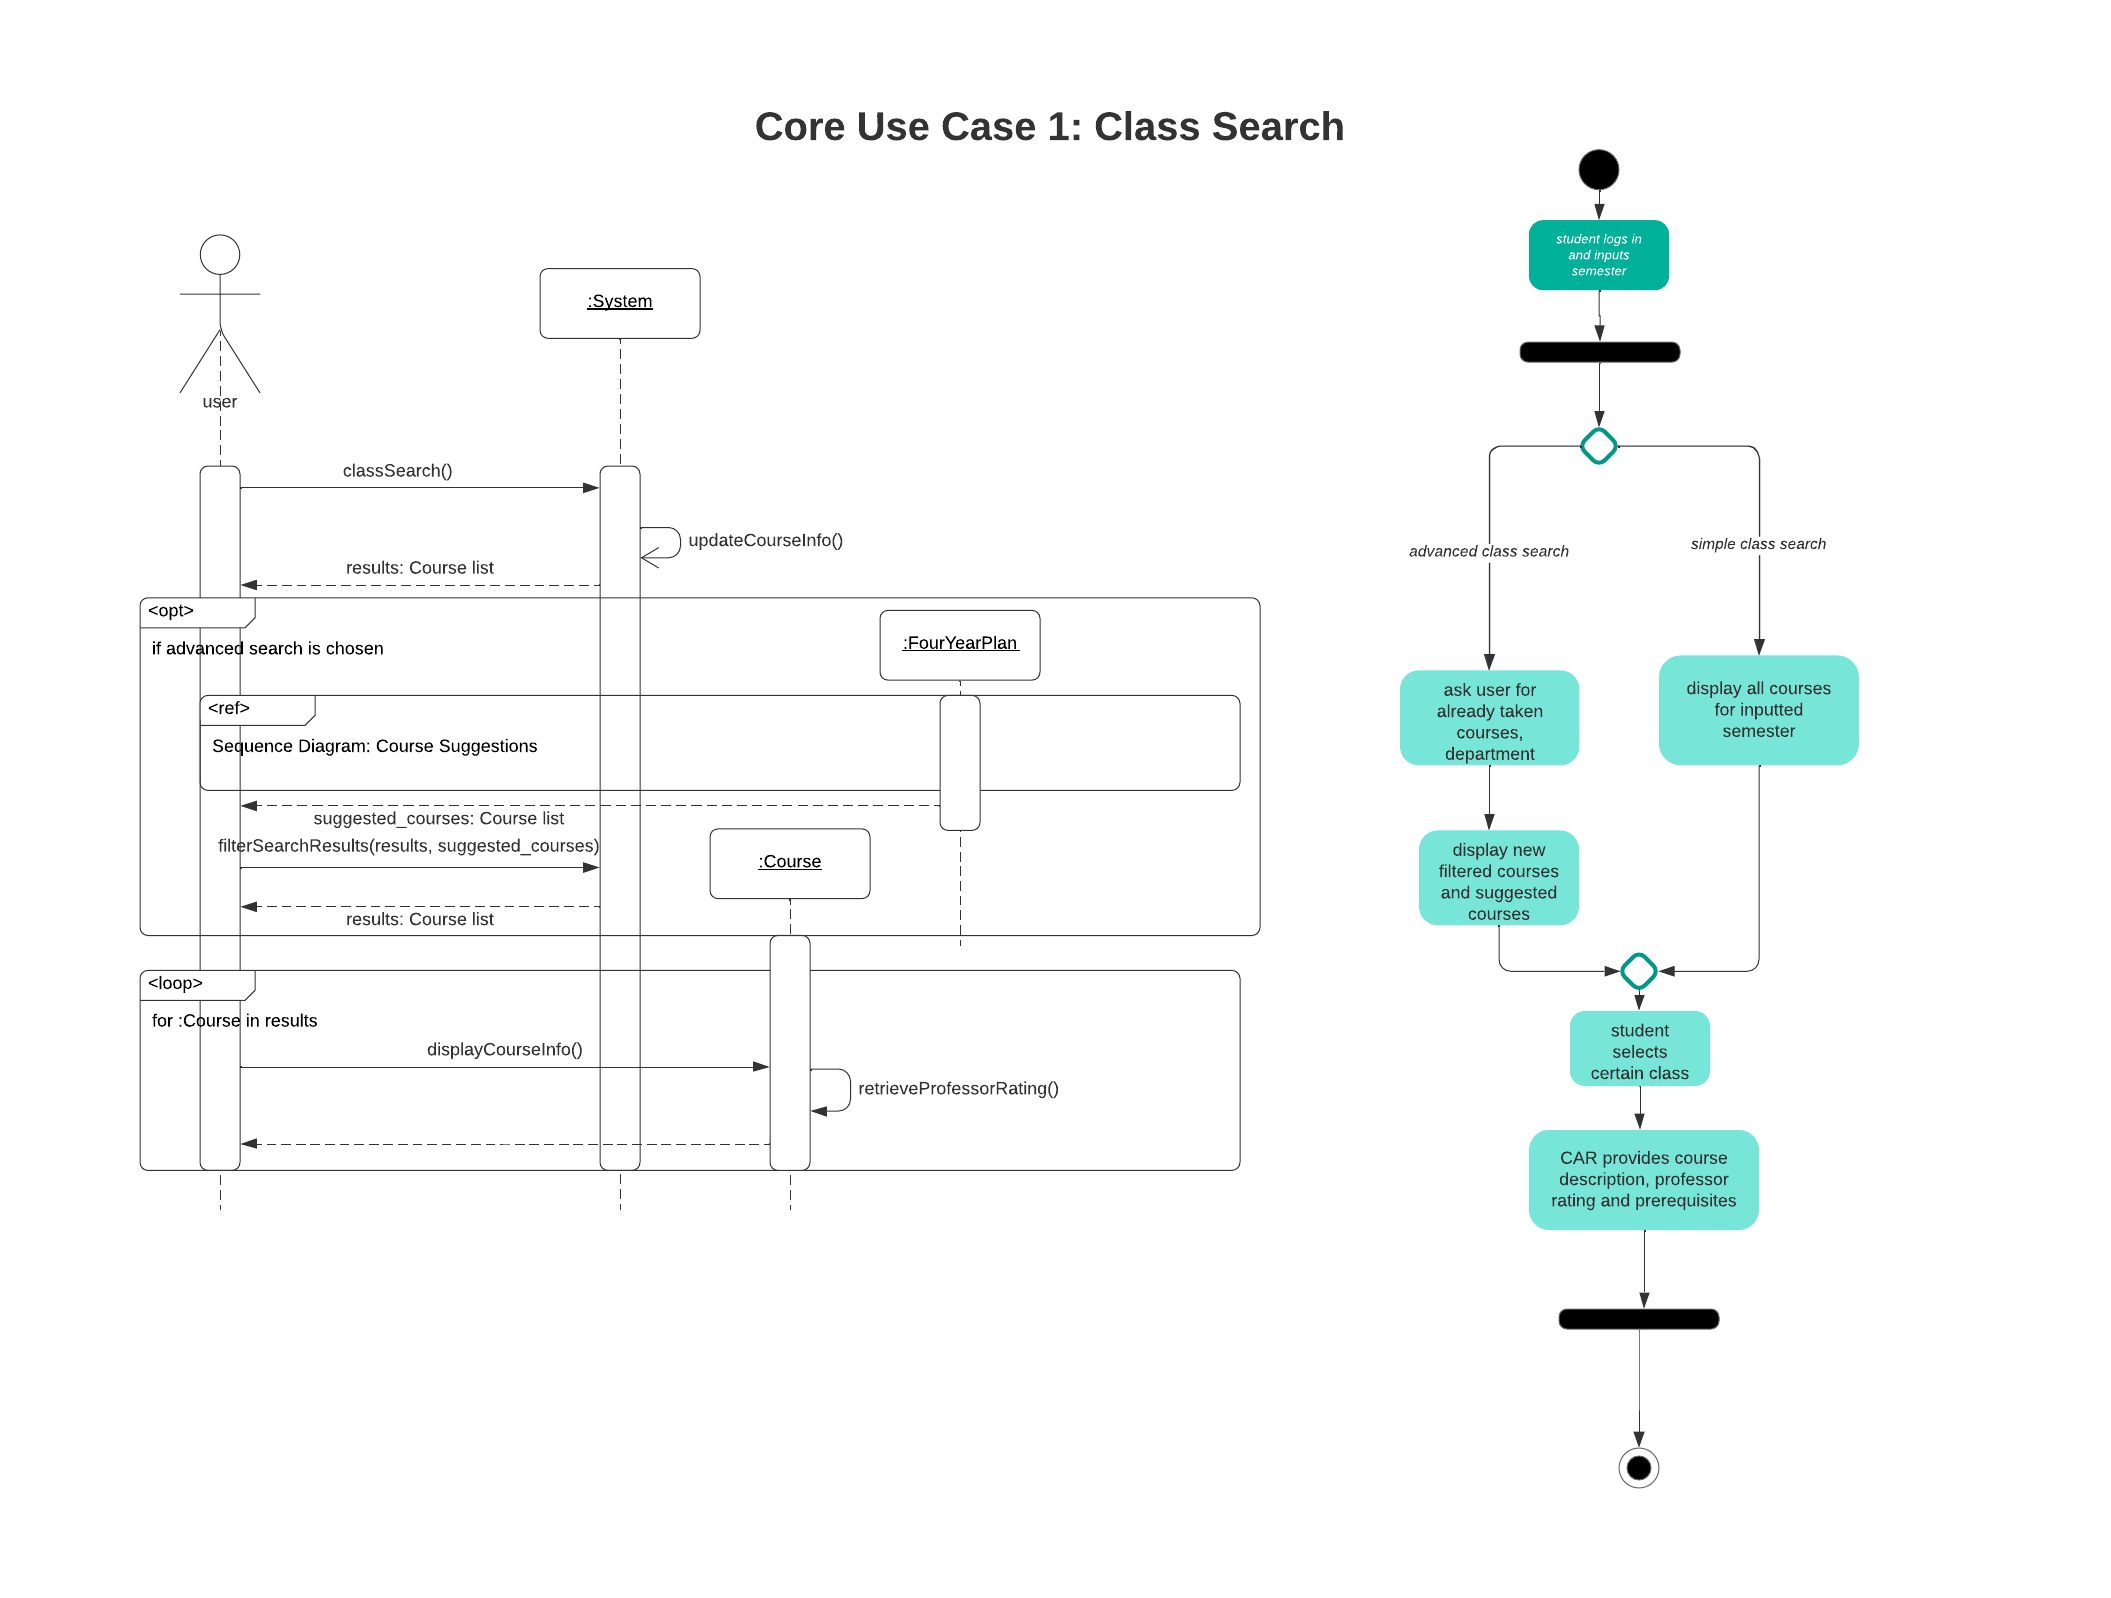 Core Use Case 1: Class Search
user
:System
classSearch()
updateCourseInfo()
results: Course list
<opt>
if advanced search is chosen
:FourYearPlan
<ref>
Sequence Diagram: Course Suggestions
suggested_courses: Course list
filterSearchResults(results, suggested_courses)
:Course
results: Course list
<loop>
for :Course in results
displayCourseInfo()
retrieveProfessorRating()
student logs in
and inputs
semester
advanced class search
simple class search
ask user for
already taken
courses,
department
display all courses
for inputted
semester
display new
filtered courses
and suggested
courses
student
selects
certain class
CAR provides course
description, professor
rating and prerequisites